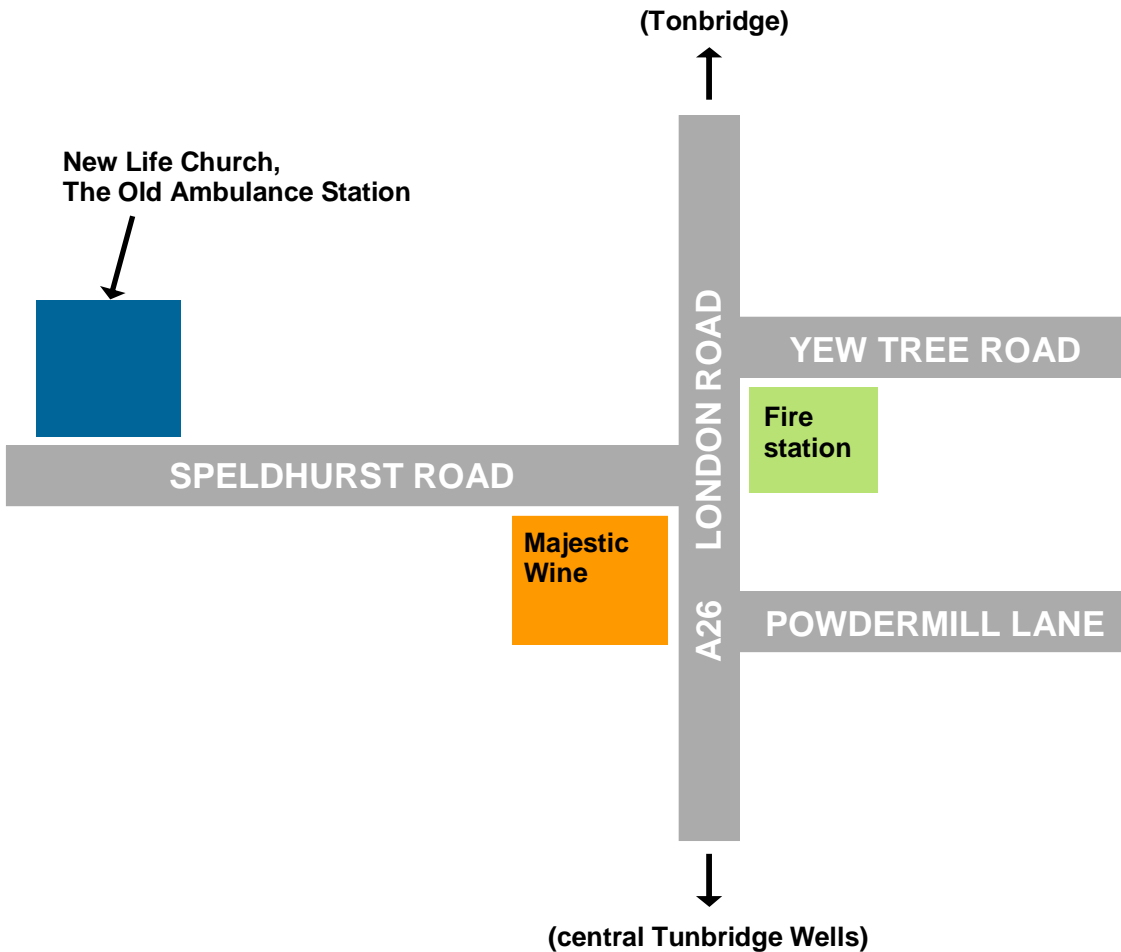 (Tonbridge)
New Life Church,
The Old Ambulance Station
LONDON ROAD
YEW TREE ROAD
Fire
station
SPELDHURST ROAD
Majestic
Wine
A26
POWDERMILL LANE
(central Tunbridge Wells)